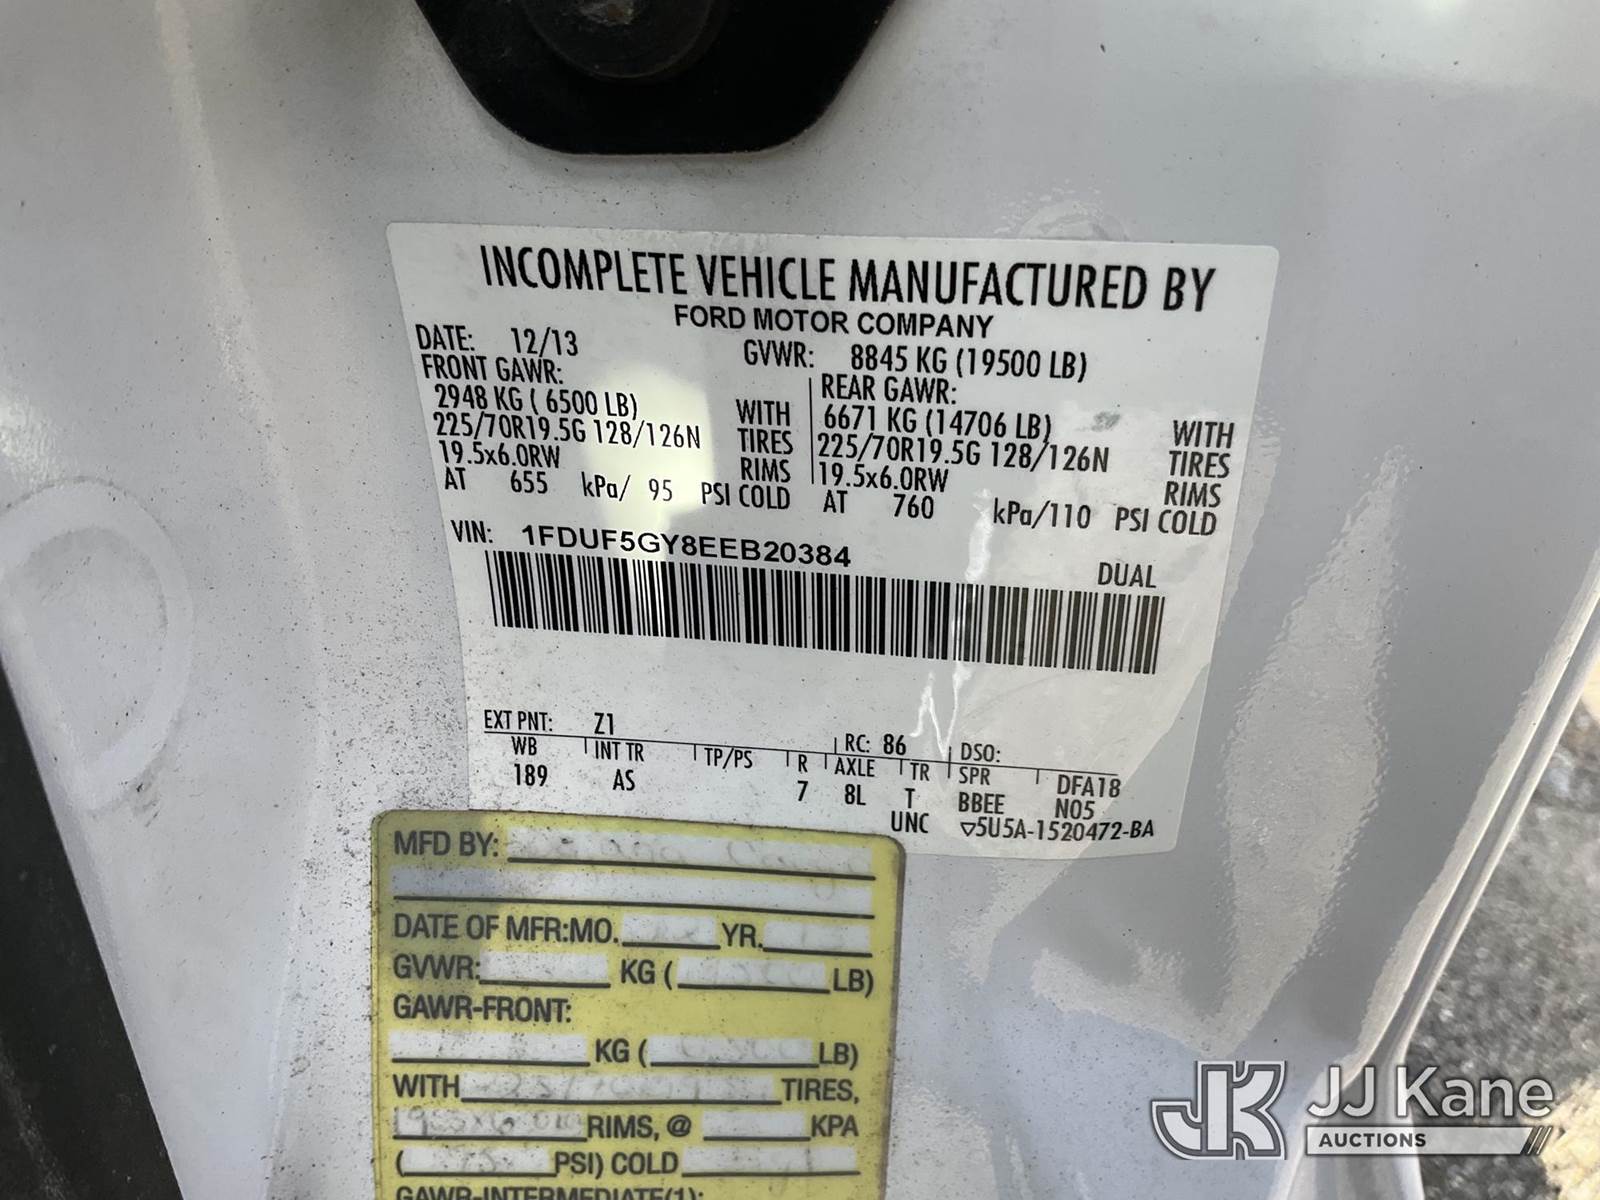 INCOMPLETE VEHICLE MANUFACTURED BY
FORD MOTOR COMPANY
DATE: 12/13 GVWR: 8845 KG (19500 LB)
FRONT GAWR: REAR GAWR:
2948 KG ( 6500 LB) WITH 6671 KG (14706 LB) WITH
225/70R19.5G 128/126N TIRES 225/70R19.5G 128/126N TIRES
19.5x6.0RW RIMS 19.5x6.0RW RIMS
AT 655 kPa/ 95 PSI COLD AT 760 kPa/110 PSI COLD
VIN: 1FDUF5GY8EEB20384
DUAL
EXT PNT: Z1 RC: 86 DSO:
WB INT TR TP/PS R AXLE TR SPR DFA18
189 AS 7 8L T BBEE N05
UNC ▽5U5A-1520472-BA
MFD BY:
DATE OF MFR:MO. YR.
GVWR: KG ( LB)
GAWR-FRONT:
KG ( LB)
WITH TIRES,
RIMS, @ KPA
( PSI) COLD
GAWR-INTERMEDIATE(1):
JK JJ Kane
AUCTIONS